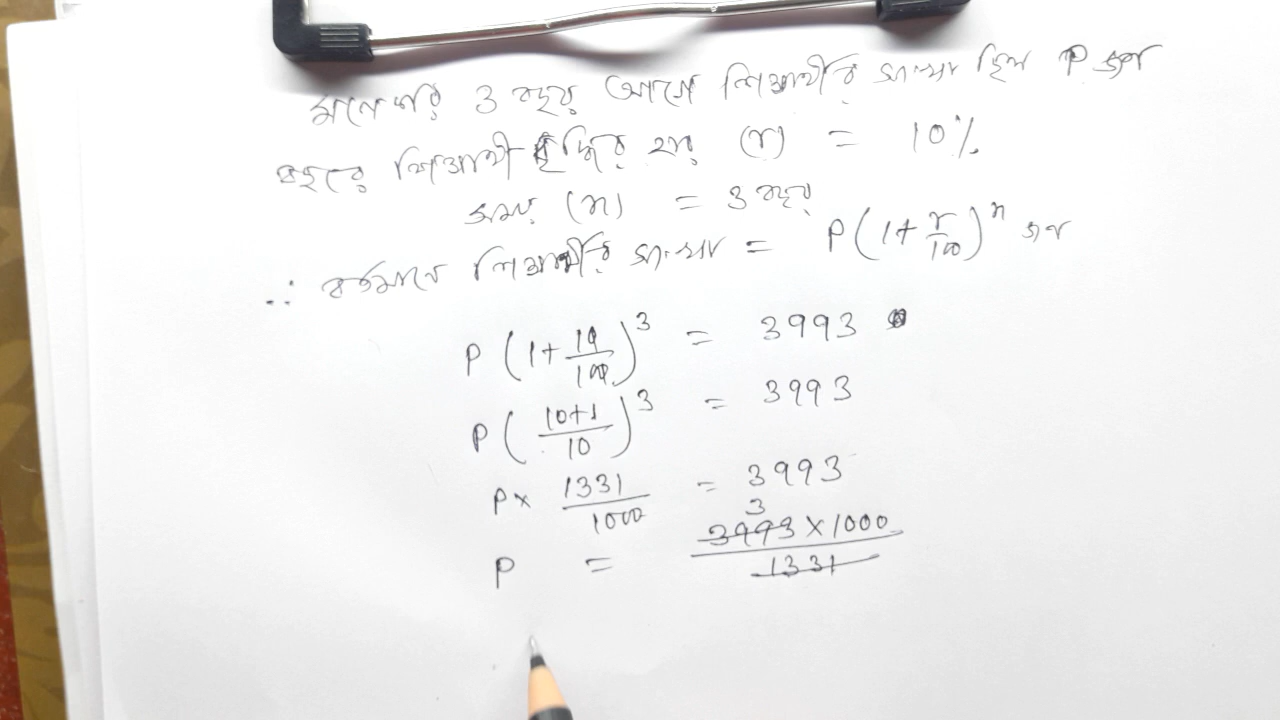 মনে করি 3 বছর আগে শিক্ষার্থীর সংখ্যা ছিল P জন
বছরে শিক্ষার্থী বৃদ্ধির হার (r) = 10%
সময় (n) = 3 বছর
∴ বর্তমানে শিক্ষার্থীর সংখ্যা = P(1+r/100)^n জন
P(1+10/100)^3 = 3993
P(10+1/10)^3 = 3993
P× 1331/1000 = 3993
3
P = 3993×1000/1331